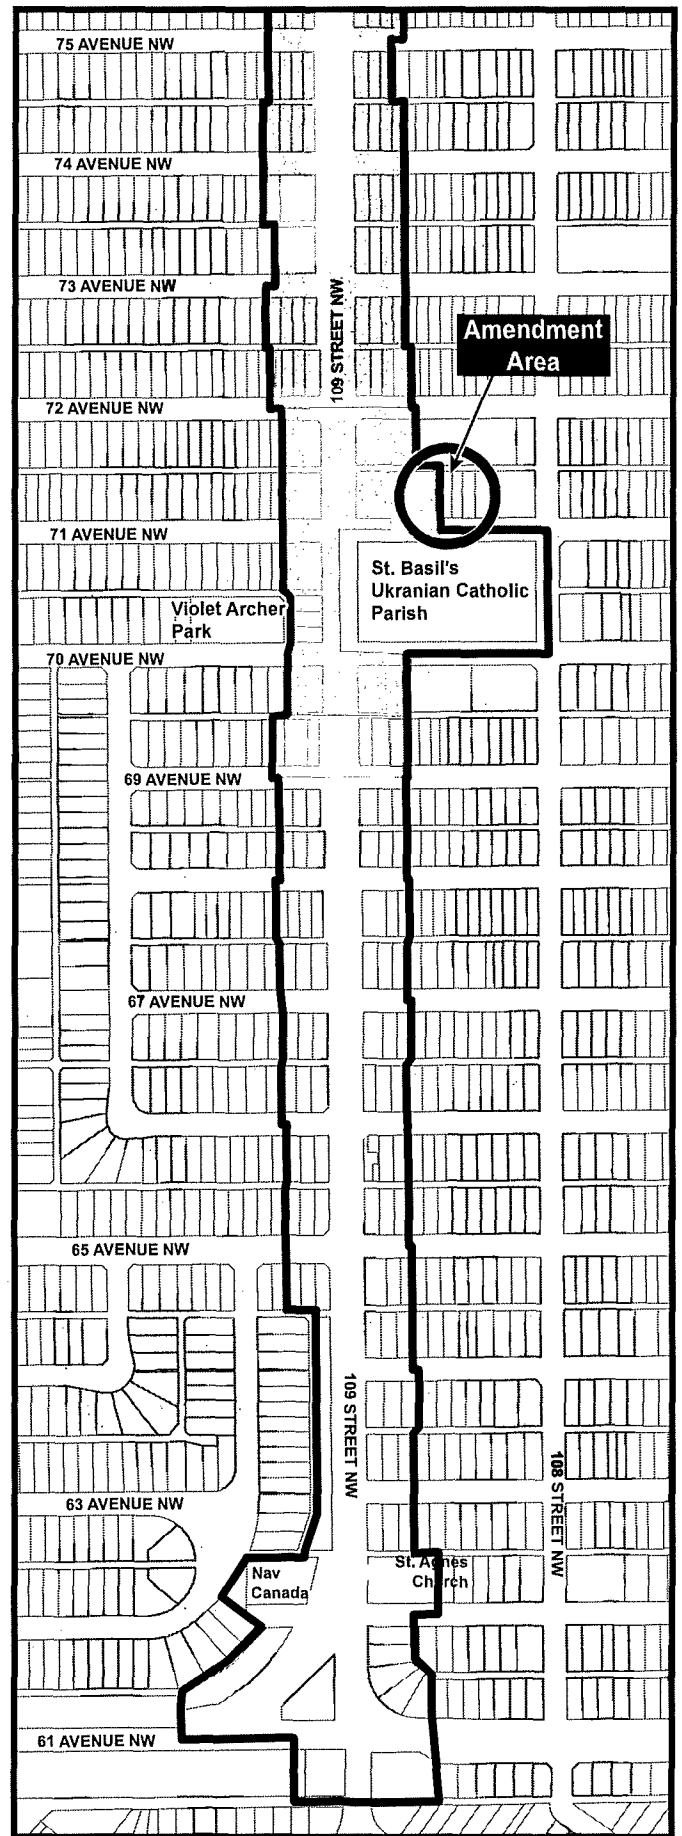 75 AVENUE NW
74 AVENUE NW
73 AVENUE NW
109 STREET NW
Amendment
Area
72 AVENUE NW
71 AVENUE NW
St. Basil's
Ukranian Catholic
Parish
Violet Archer
Park
70 AVENUE NW
69 AVENUE NW
67 AVENUE NW
65 AVENUE NW
109 STREET NW
108 STREET NW
63 AVENUE NW
Nav
Canada
St. Agnes
Church
61 AVENUE NW